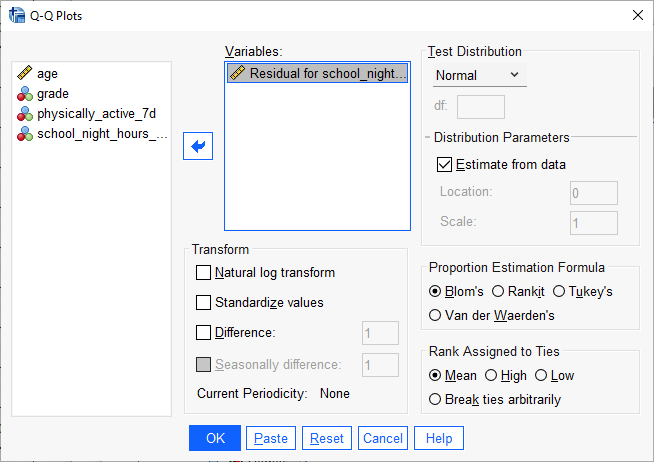 Q-Q Plots
Variables:
age
grade
physically_active_7d
school_night_hours_...
Residual for school_night...
Test Distribution
Normal
df:
Distribution Parameters
Estimate from data
Location: 0
Scale: 1
Transform
Natural log transform
Standardize values
Difference: 1
Seasonally difference: 1
Current Periodicity: None
Proportion Estimation Formula
Blom's Rankit Tukey's
Van der Waerden's
Rank Assigned to Ties
Mean High Low
Break ties arbitrarily
OK Paste Reset Cancel Help